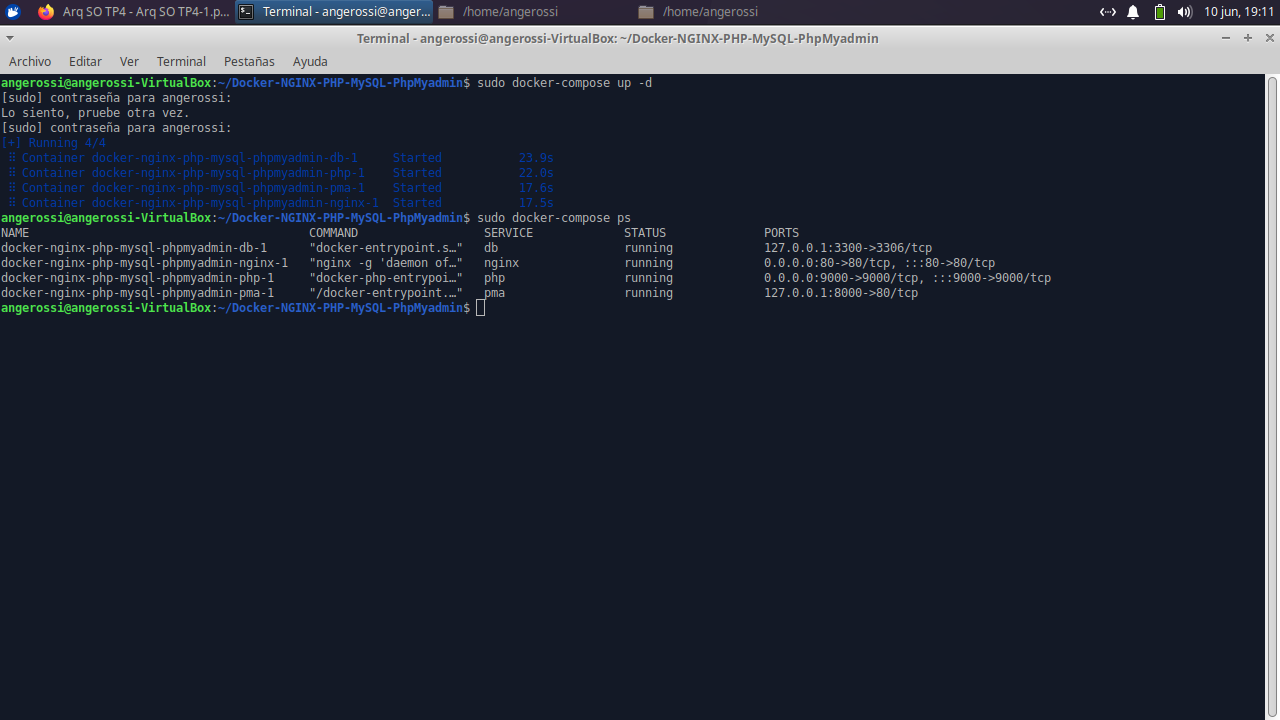 Arq SO TP4 - Arq SO TP4-1.p...
Terminal - angerossi@anger...
/home/angerossi
/home/angerossi
10 jun, 19:11
Terminal - angerossi@angerossi-VirtualBox: ~/Docker-NGINX-PHP-MySQL-PhpMyadmin
Archivo Editar Ver Terminal Pestañas Ayuda
angerossi@angerossi-VirtualBox:~/Docker-NGINX-PHP-MySQL-PhpMyadmin$ sudo docker-compose up -d
[sudo] contraseña para angerossi:
Lo siento, pruebe otra vez.
[sudo] contraseña para angerossi:
[+] Running 4/4
⠿ Container docker-nginx-php-mysql-phpmyadmin-db-1 Started 23.9s
⠿ Container docker-nginx-php-mysql-phpmyadmin-php-1 Started 22.0s
⠿ Container docker-nginx-php-mysql-phpmyadmin-pma-1 Started 17.6s
⠿ Container docker-nginx-php-mysql-phpmyadmin-nginx-1 Started 17.5s
angerossi@angerossi-VirtualBox:~/Docker-NGINX-PHP-MySQL-PhpMyadmin$ sudo docker-compose ps
NAME COMMAND SERVICE STATUS PORTS
docker-nginx-php-mysql-phpmyadmin-db-1 "docker-entrypoint.s…" db running 127.0.0.1:3300->3306/tcp
docker-nginx-php-mysql-phpmyadmin-nginx-1 "nginx -g 'daemon of…" nginx running 0.0.0.0:80->80/tcp, :::80->80/tcp
docker-nginx-php-mysql-phpmyadmin-php-1 "docker-php-entrypoi…" php running 0.0.0.0:9000->9000/tcp, :::9000->9000/tcp
docker-nginx-php-mysql-phpmyadmin-pma-1 "/docker-entrypoint.…" pma running 127.0.0.1:8000->80/tcp
angerossi@angerossi-VirtualBox:~/Docker-NGINX-PHP-MySQL-PhpMyadmin$